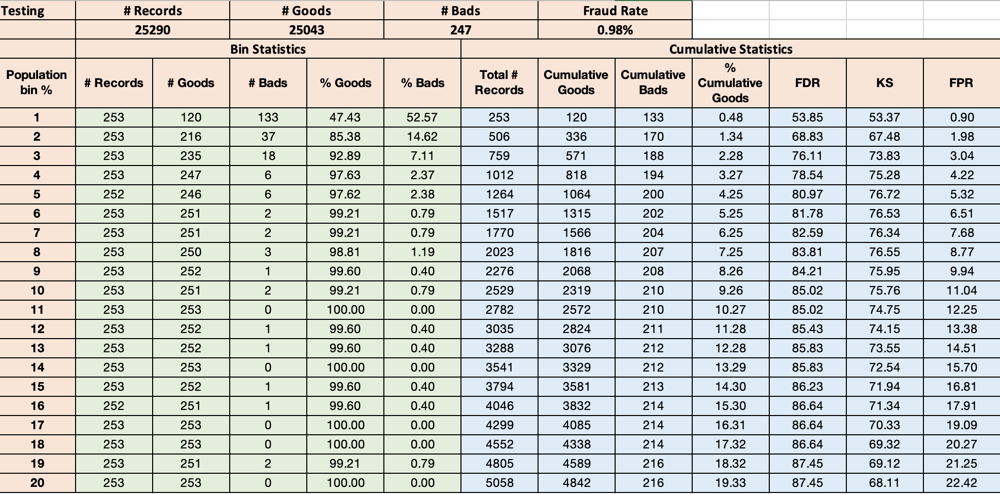 Testing # Records # Goods # Bads Fraud Rate
25290 25043 247 0.98%
Bin Statistics Cumulative Statistics
Population bin % # Records # Goods # Bads % Goods % Bads Total # Records Cumulative Goods Cumulative Bads % Cumulative Goods FDR KS FPR
1 253 120 133 47.43 52.57 253 120 133 0.48 53.85 53.37 0.90
2 253 216 37 85.38 14.62 506 336 170 1.34 68.83 67.48 1.98
3 253 235 18 92.89 7.11 759 571 188 2.28 76.11 73.83 3.04
4 253 247 6 97.63 2.37 1012 818 194 3.27 78.54 75.28 4.22
5 252 246 6 97.62 2.38 1264 1064 200 4.25 80.97 76.72 5.32
6 253 251 2 99.21 0.79 1517 1315 202 5.25 81.78 76.53 6.51
7 253 251 2 99.21 0.79 1770 1566 204 6.25 82.59 76.34 7.68
8 253 250 3 98.81 1.19 2023 1816 207 7.25 83.81 76.55 8.77
9 253 252 1 99.60 0.40 2276 2068 208 8.26 84.21 75.95 9.94
10 253 251 2 99.21 0.79 2529 2319 210 9.26 85.02 75.76 11.04
11 253 253 0 100.00 0.00 2782 2572 210 10.27 85.02 74.75 12.25
12 253 252 1 99.60 0.40 3035 2824 211 11.28 85.43 74.15 13.38
13 253 252 1 99.60 0.40 3288 3076 212 12.28 85.83 73.55 14.51
14 253 253 0 100.00 0.00 3541 3329 212 13.29 85.83 72.54 15.70
15 253 252 1 99.60 0.40 3794 3581 213 14.30 86.23 71.94 16.81
16 252 251 1 99.60 0.40 4046 3832 214 15.30 86.64 71.34 17.91
17 253 253 0 100.00 0.00 4299 4085 214 16.31 86.64 70.33 19.09
18 253 253 0 100.00 0.00 4552 4338 214 17.32 86.64 69.32 20.27
19 253 251 2 99.21 0.79 4805 4589 216 18.32 87.45 69.12 21.25
20 253 253 0 100.00 0.00 5058 4842 216 19.33 87.45 68.11 22.42